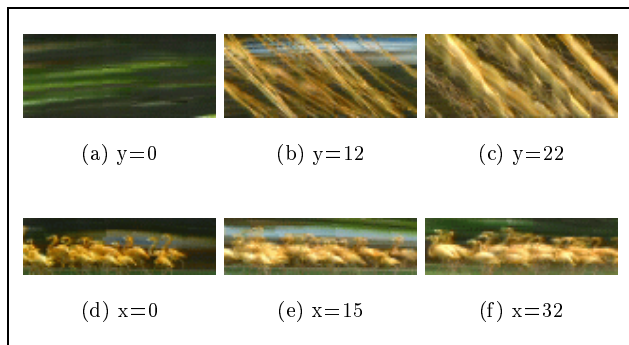 (a) y=0
(b) y=12
(c) y=22
(d) x=0
(e) x=15
(f) x=32